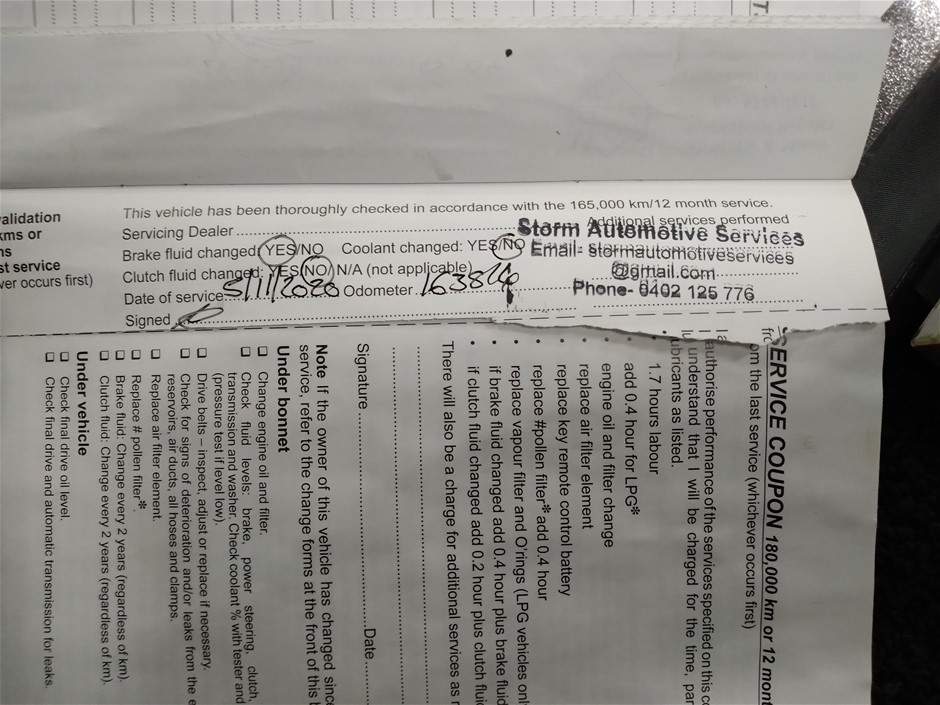 alidation
kms or
st service
ver occurs first)
This vehicle has been thoroughly checked in accordance with the 165,000 km/12 month service.
Servicing Dealer
Additional services performed
Storm Automotive Services
Brake fluid changed: YES/NO Coolant changed: YES/NO
Email- stormautomotiveservices
@gmail.com
Clutch fluid changed: YES/NO/ N/A (not applicable)
Phone- 0402 125 776
Date of service 5/11/2020 Odometer 163824
Signed
SERVICE COUPON 180,000 km or 12 mont
om the last service (whichever occurs first)
authorise performance of the services specified on this c
understand that I will be charged for the time, par
ubricants as listed.
• 1.7 hours labour
• add 0.4 hour for LPG*
• engine oil and filter change
• replace air filter element
• replace key remote control battery
• replace #pollen filter* add 0.4 hour
• replace vapour filter and O'rings (LPG vehicles onl
• if brake fluid changed add 0.4 hour plus brake fluid
• if clutch fluid changed add 0.2 hour plus clutch fluid
There will also be a charge for additional services as r
Signature Date
Note If the owner of this vehicle has changed since
service, refer to the change forms at the front of this b
Under bonnet
❑ Change engine oil and filter.
❑ Check fluid levels: brake, power steering, clutch,
transmission and washer. Check coolant % with tester and
(pressure test if level low).
❑ Drive belts – inspect, adjust or replace if necessary.
❑ Check for signs of deterioration and/or leaks from the e
reservoirs, air ducts, all hoses and clamps.
❑ Replace air filter element.
❑ Replace # pollen filter*.
❑ Brake fluid: Change every 2 years (regardless of km).
❑ Clutch fluid: Change every 2 years (regardless of km).
Under vehicle
❑ Check final drive oil level.
❑ Check final drive and automatic transmission for leaks.